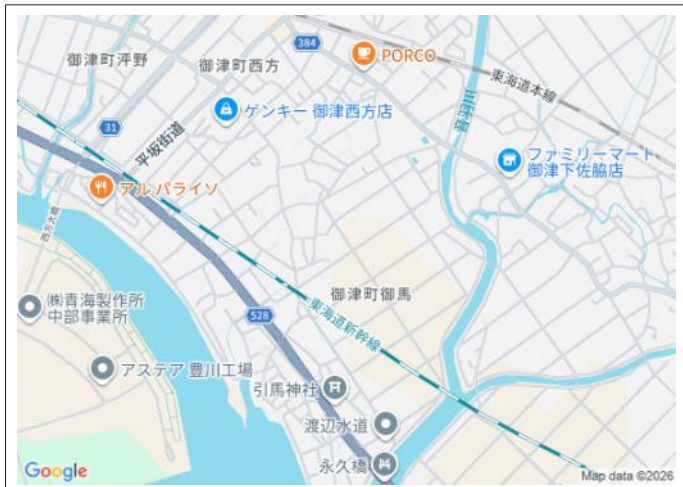 384
PORCO
御津町泙野
御津町西方
東海道本線
ゲンキー 御津西方店
31
平坂街道
ファミリーマート
御津下佐脇店
アル パライソ
西方大橋
御津町御馬
㈱青海製作所
中部事業所
528
東海道新幹線
アステア 豊川工場
引馬神社
渡辺水道
永久橋
Google
Map data ©2026